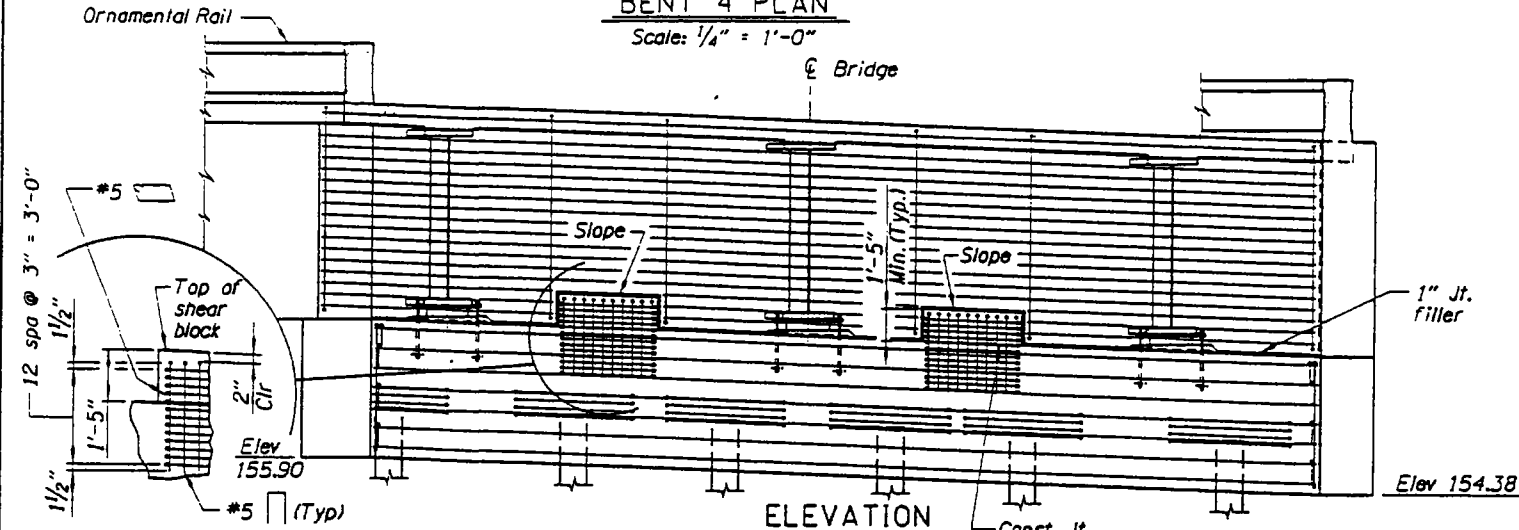 BENT 4 PLAN
Scale: 1/4" = 1'-0"
Ornamental Rail
℄ Bridge
#5
12 spa @ 3" = 3'-0"
Slope
1'-5"
Min. (Typ.)
Slope
Top of
shear
block
1" Jt.
filler
1 1/2"
1'-5"
2"
Clr
1 1/2"
Elev
155.90
#5 (Typ)
Elev 154.38
ELEVATION
Const. Jt.